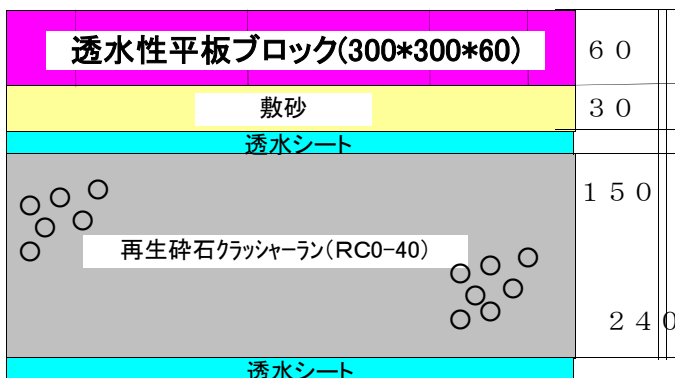 透水性平板ブロック(300*300*60)
６０
敷砂
３０
透水シート
１５０
再生砕石クラッシャーラン(RC0-40)
２４０
透水シート